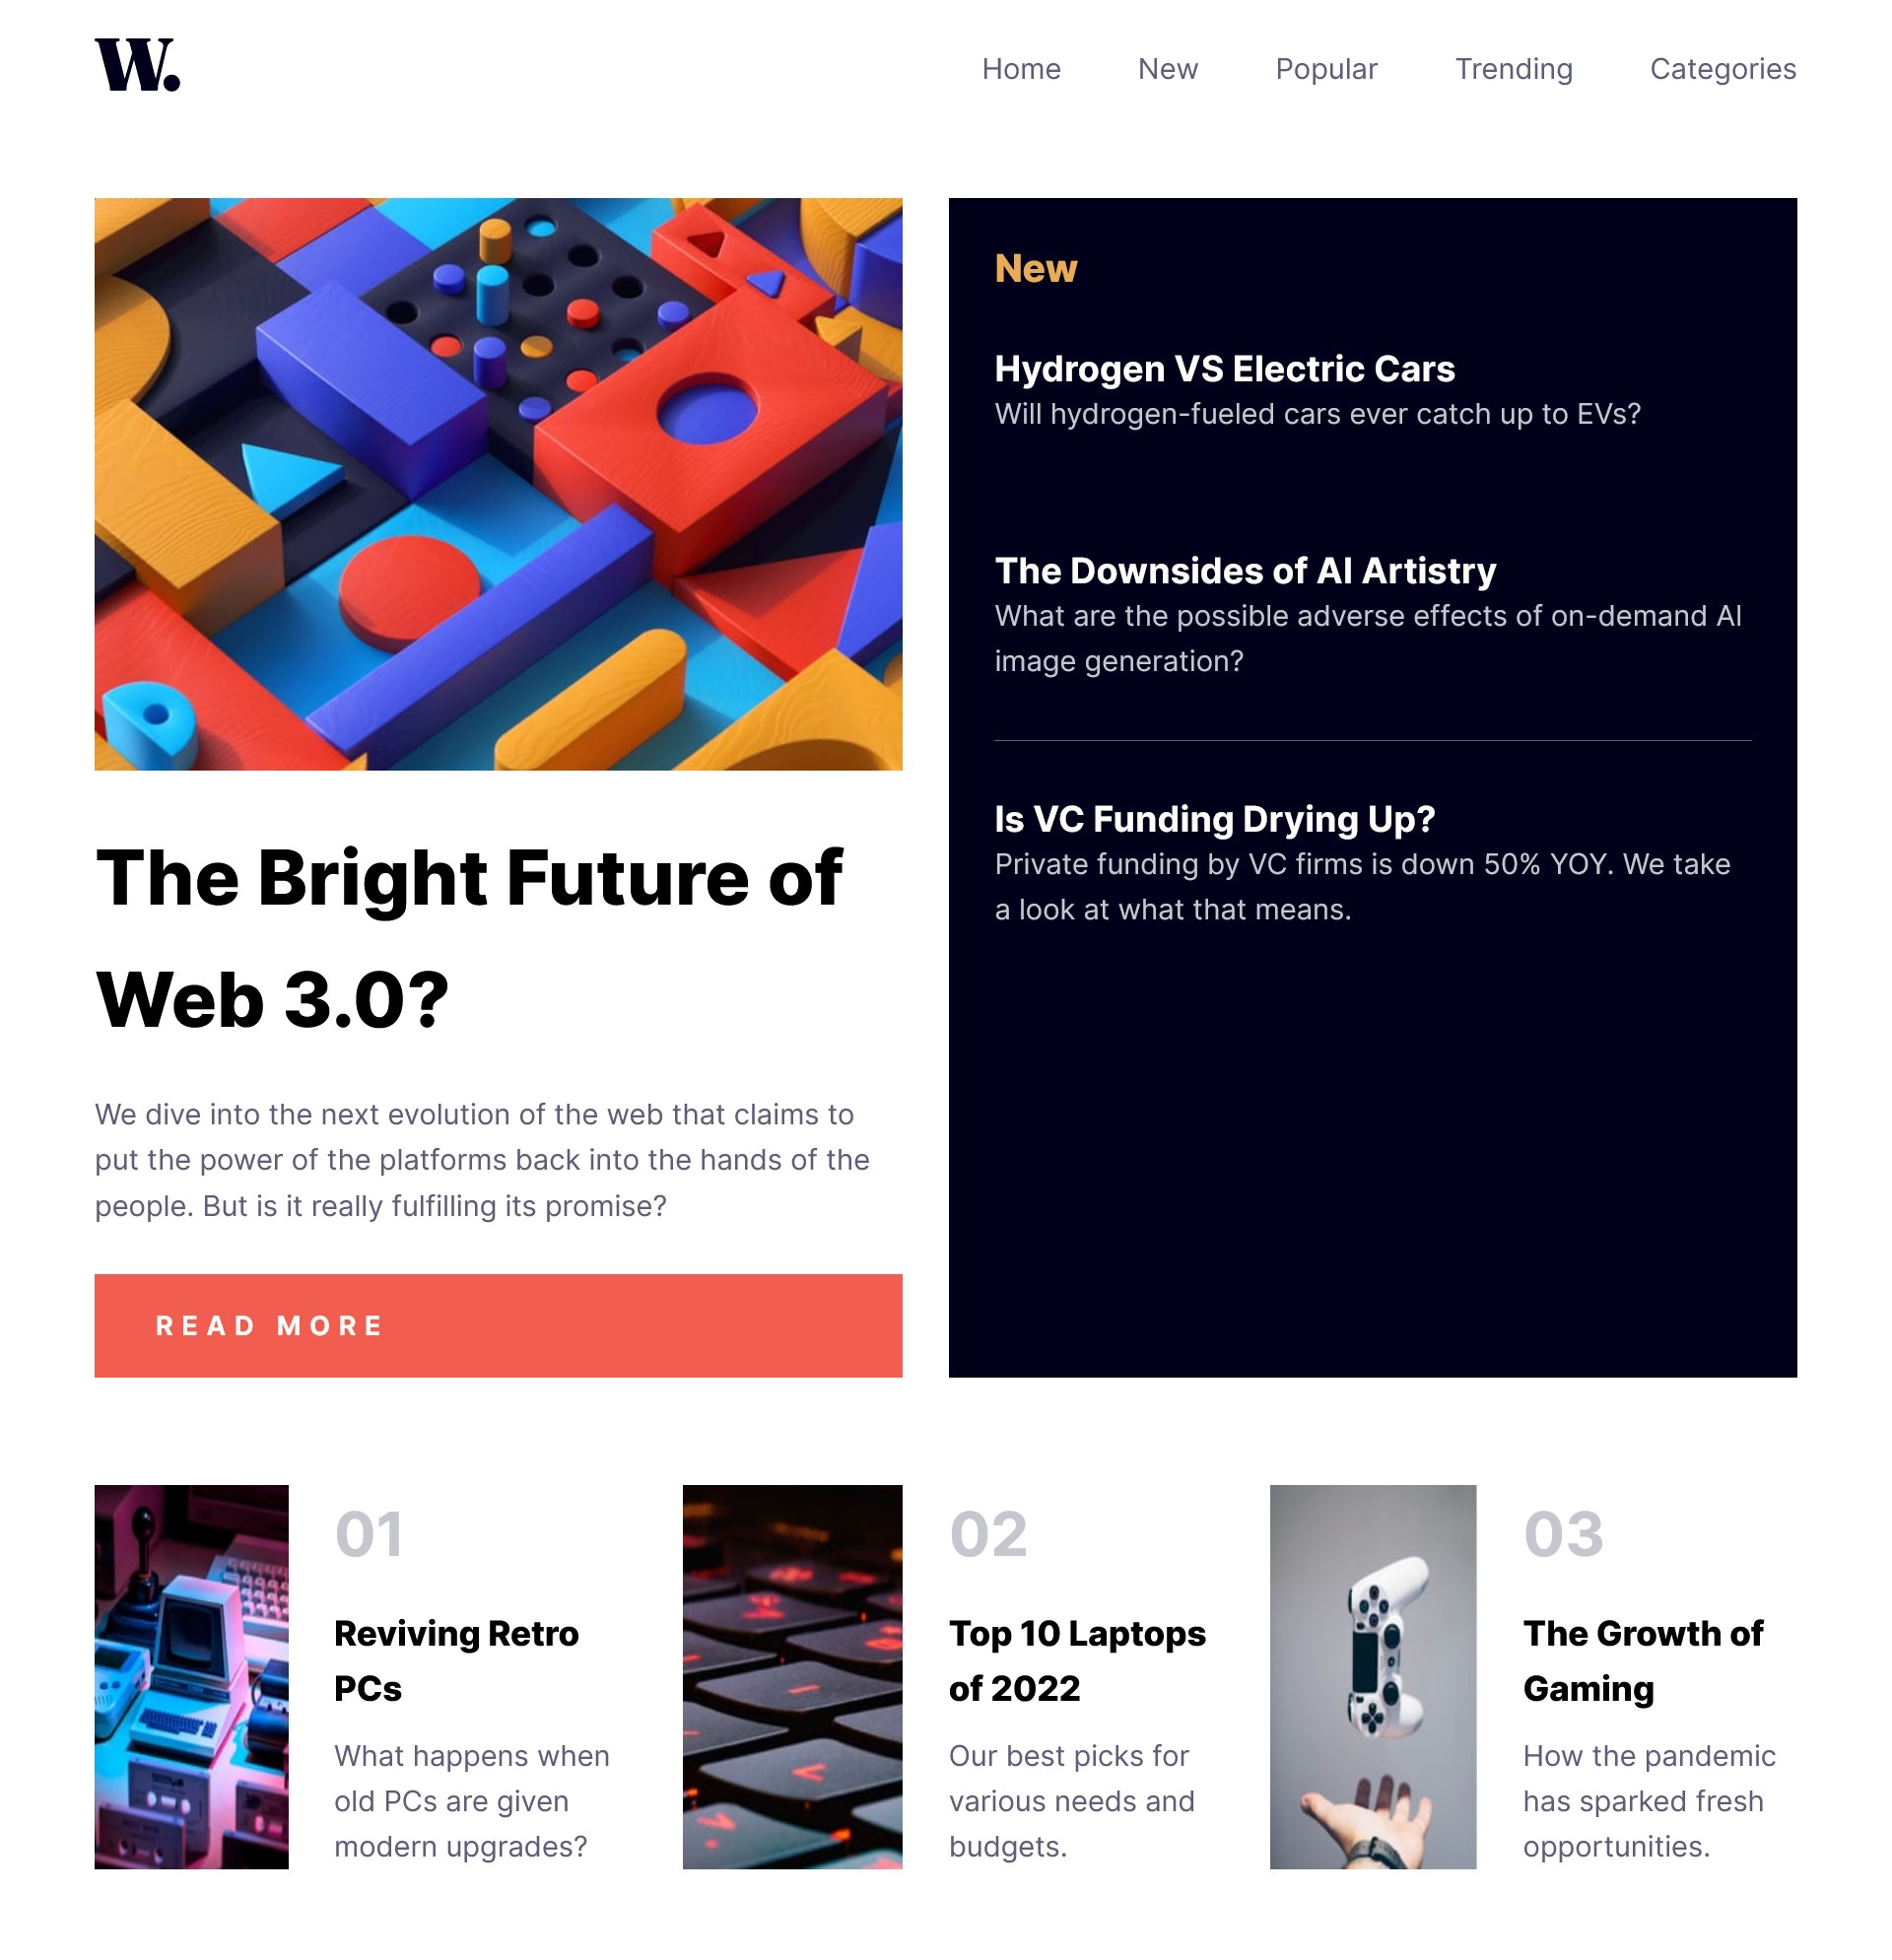 W.
Home New Popular Trending Categories
The Bright Future of
Web 3.0?
We dive into the next evolution of the web that claims to
put the power of the platforms back into the hands of the
people. But is it really fulfilling its promise?
READ MORE
New
Hydrogen VS Electric Cars
Will hydrogen-fueled cars ever catch up to EVs?
The Downsides of AI Artistry
What are the possible adverse effects of on-demand AI
image generation?
Is VC Funding Drying Up?
Private funding by VC firms is down 50% YOY. We take
a look at what that means.
01
Reviving Retro
PCs
What happens when
old PCs are given
modern upgrades?
02
Top 10 Laptops
of 2022
Our best picks for
various needs and
budgets.
03
The Growth of
Gaming
How the pandemic
has sparked fresh
opportunities.